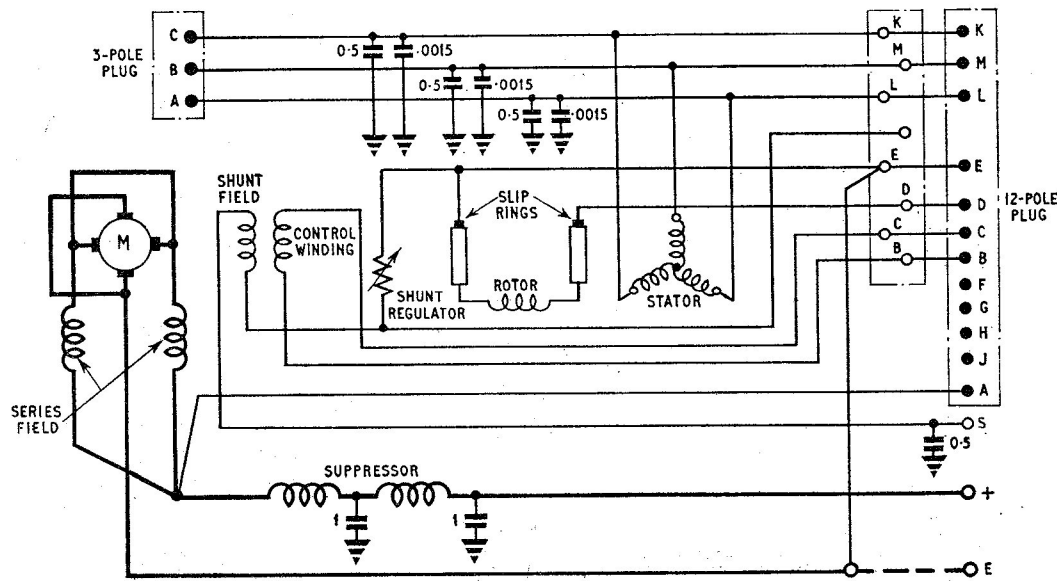 3-POLE
PLUG
C
B
A
0·5
·0015
0·5
·0015
0·5
·0015
K
M
L
E
D
C
B
K
M
L
E
D
C
B
F
G
H
J
A
S
12-POLE
PLUG
SHUNT
FIELD
CONTROL
WINDING
SLIP
RINGS
M
ROTOR
SHUNT
REGULATOR
STATOR
SERIES
FIELD
0·5
SUPPRESSOR
1
1
+
E